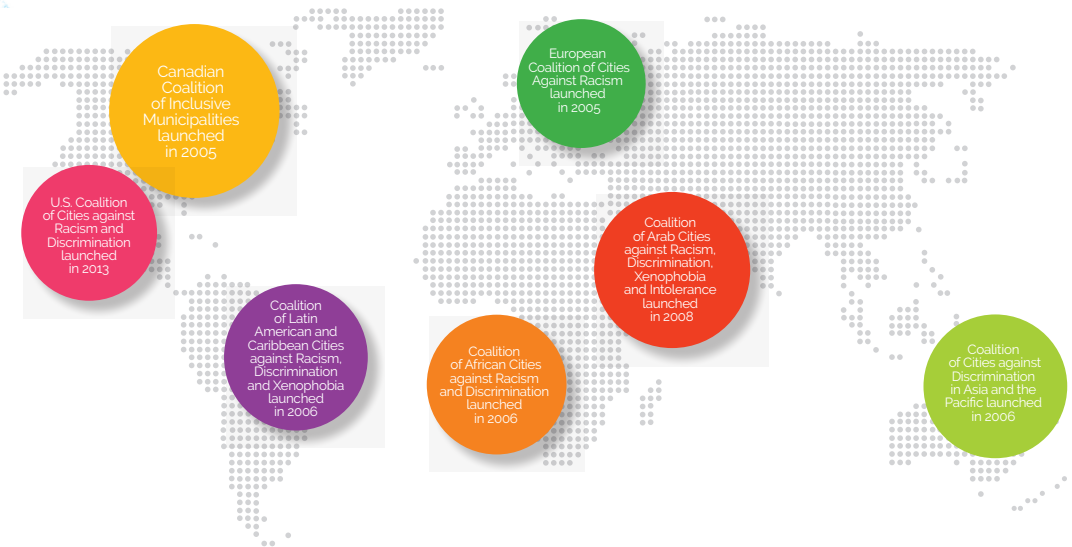 Canadian
Coalition
of Inclusive
Municipalities
launched
in 2005
European
Coalition of Cities
Against Racism
launched
in 2005
U.S. Coalition
of Cities against
Racism and
Discrimination
launched
in 2013
Coalition
of Arab Cities
against Racism,
Discrimination,
Xenophobia
and Intolerance
launched
in 2008
Coalition
of Latin
American and
Caribbean Cities
against Racism,
Discrimination
and Xenophobia
launched
in 2006
Coalition
of African Cities
against Racism
and Discrimination
launched
in 2006
Coalition
of Cities against
Discrimination
in Asia and the
Pacific launched
in 2006